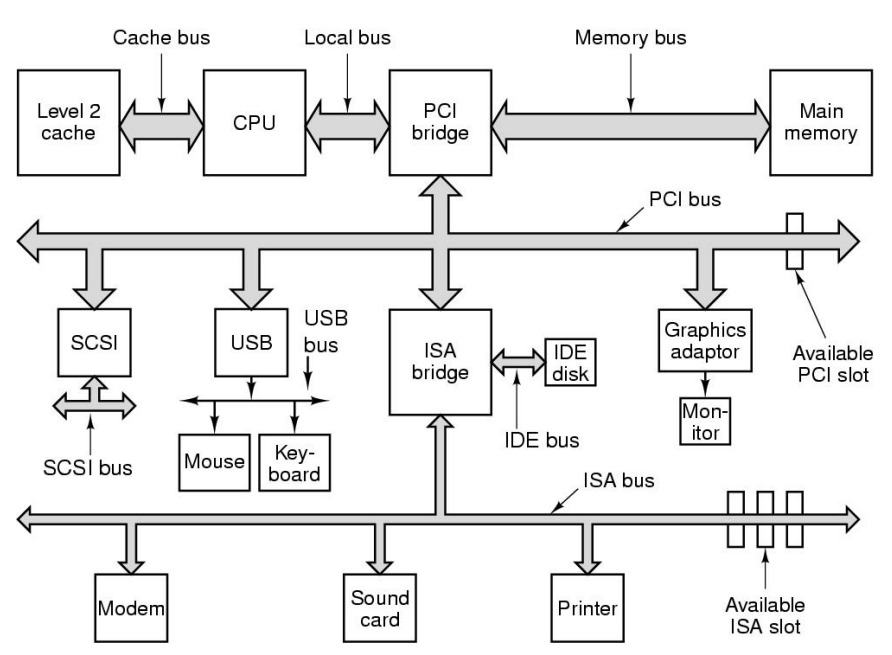 Cache bus
Local bus
Memory bus
Level 2
cache
CPU
PCI
bridge
Main
memory
PCI bus
SCSI
USB
USB
bus
ISA
bridge
IDE
disk
Graphics
adaptor
Available
PCI slot
Mon-
itor
IDE bus
SCSI bus
Mouse
Key-
board
ISA bus
Modem
Sound
card
Printer
Available
ISA slot